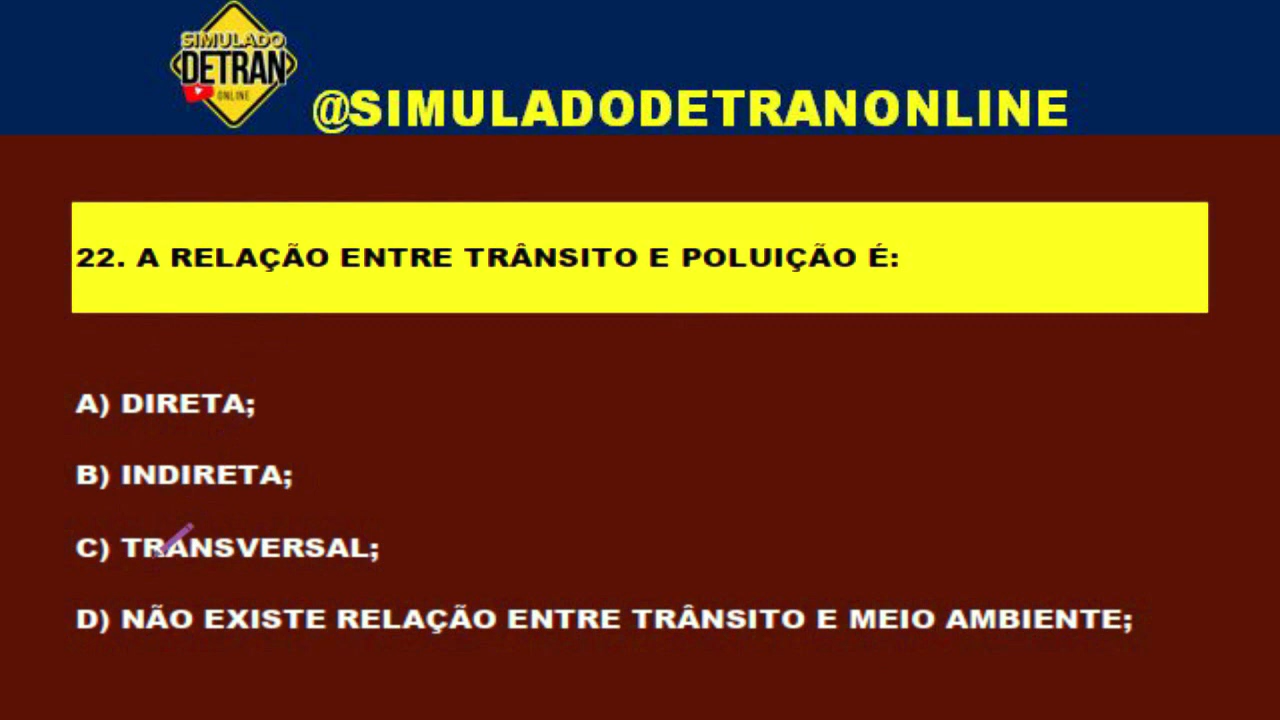 SIMULADO
DETRAN
ONLINE
@SIMULADODETRANONLINE
22. A RELAÇÃO ENTRE TRÂNSITO E POLUIÇÃO É:
A) DIRETA;
B) INDIRETA;
C) TRANSVERSAL;
D) NÃO EXISTE RELAÇÃO ENTRE TRÂNSITO E MEIO AMBIENTE;